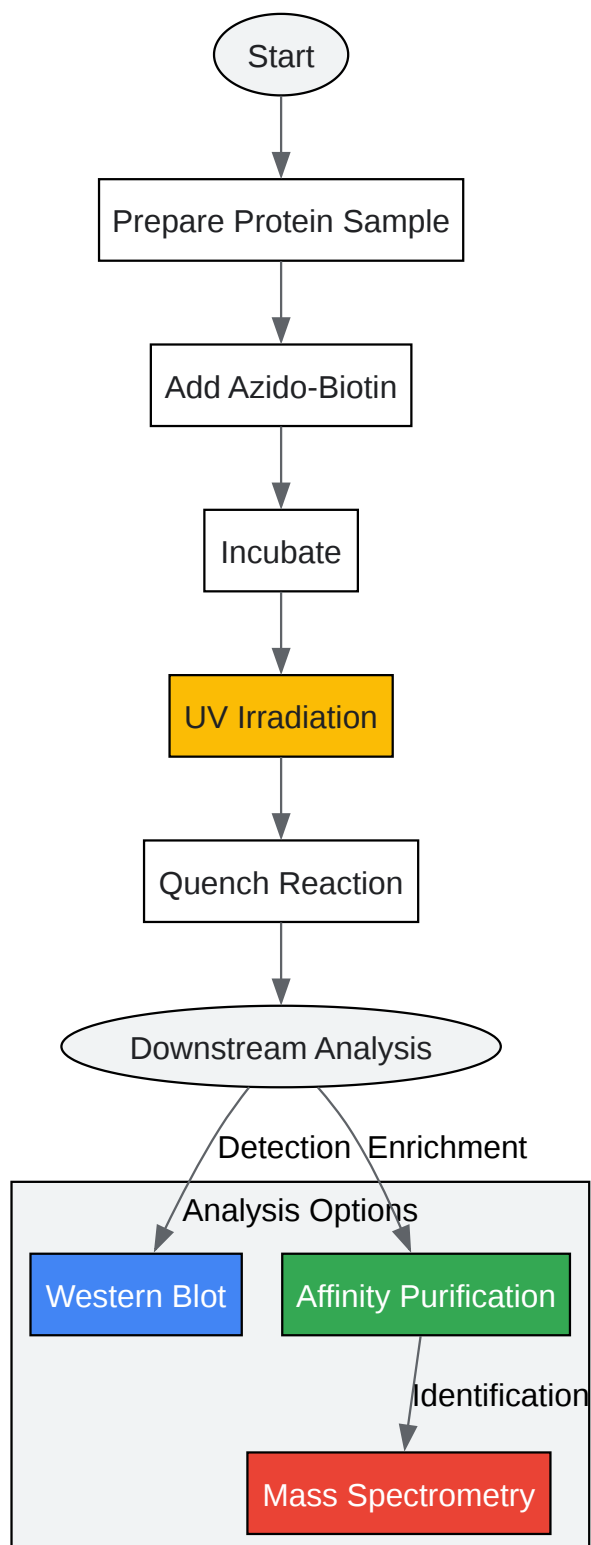 Start
Prepare Protein Sample
Add Azido-Biotin
Incubate
UV Irradiation
Quench Reaction
Downstream Analysis
Detection
Enrichment
Analysis Options
Western Blot
Affinity Purification
Identification
Mass Spectrometry